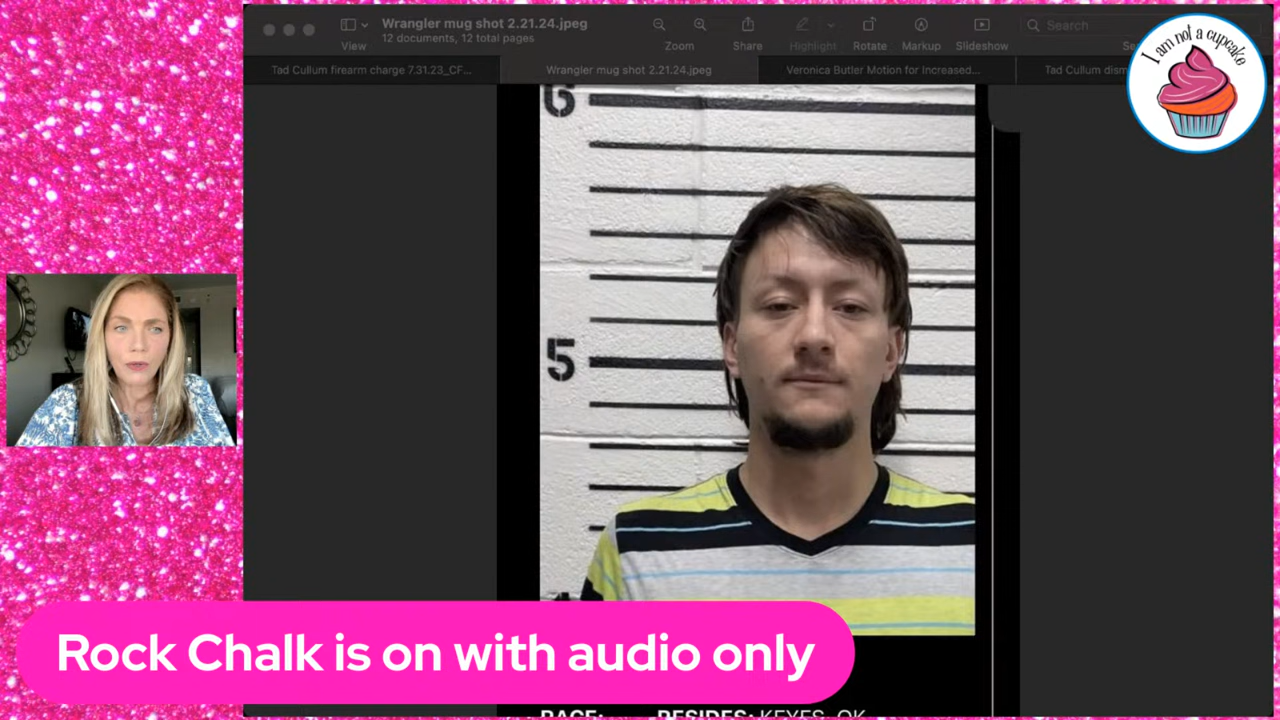 Wrangler mug shot 2.21.24.jpeg
12 documents, 12 total pages
View
Zoom
Share
Highlight
Rotate
Markup
Slideshow
Search
Tad Cullum firearm charge 7.31.23_CF...
Wrangler mug shot 2.21.24.jpeg
Veronica Butler Motion for Increased...
Tad Cullum dism
I am not a cupcake
6
5
Rock Chalk is on with audio only
RACE: RESIDES: KEYES, OK